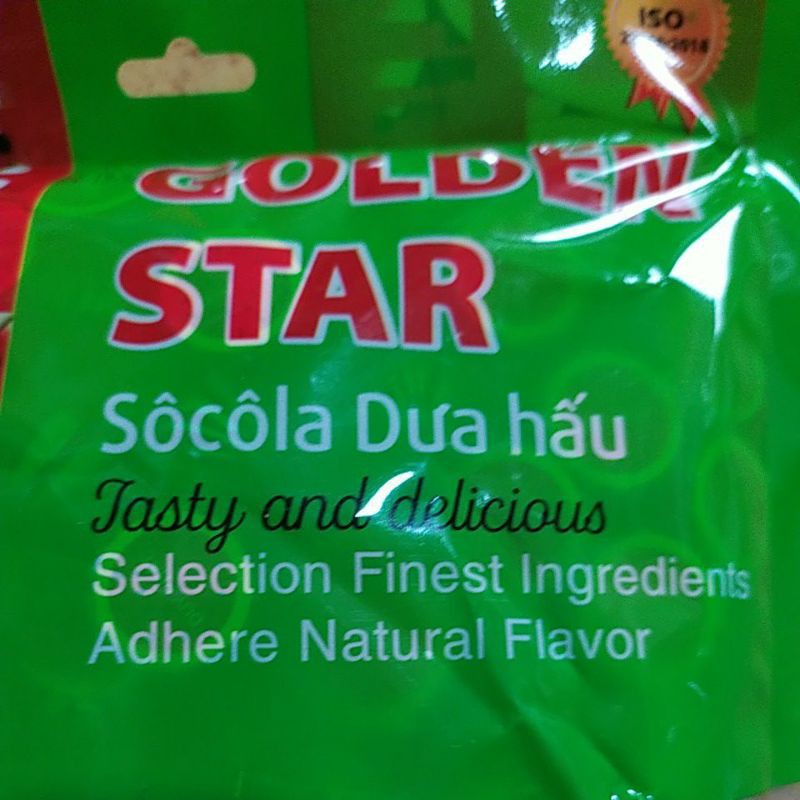 ISO
GOLDEN
STAR
Sôcôla Dưa hấu
Tasty and delicious
Selection Finest Ingredients
Adhere Natural Flavor